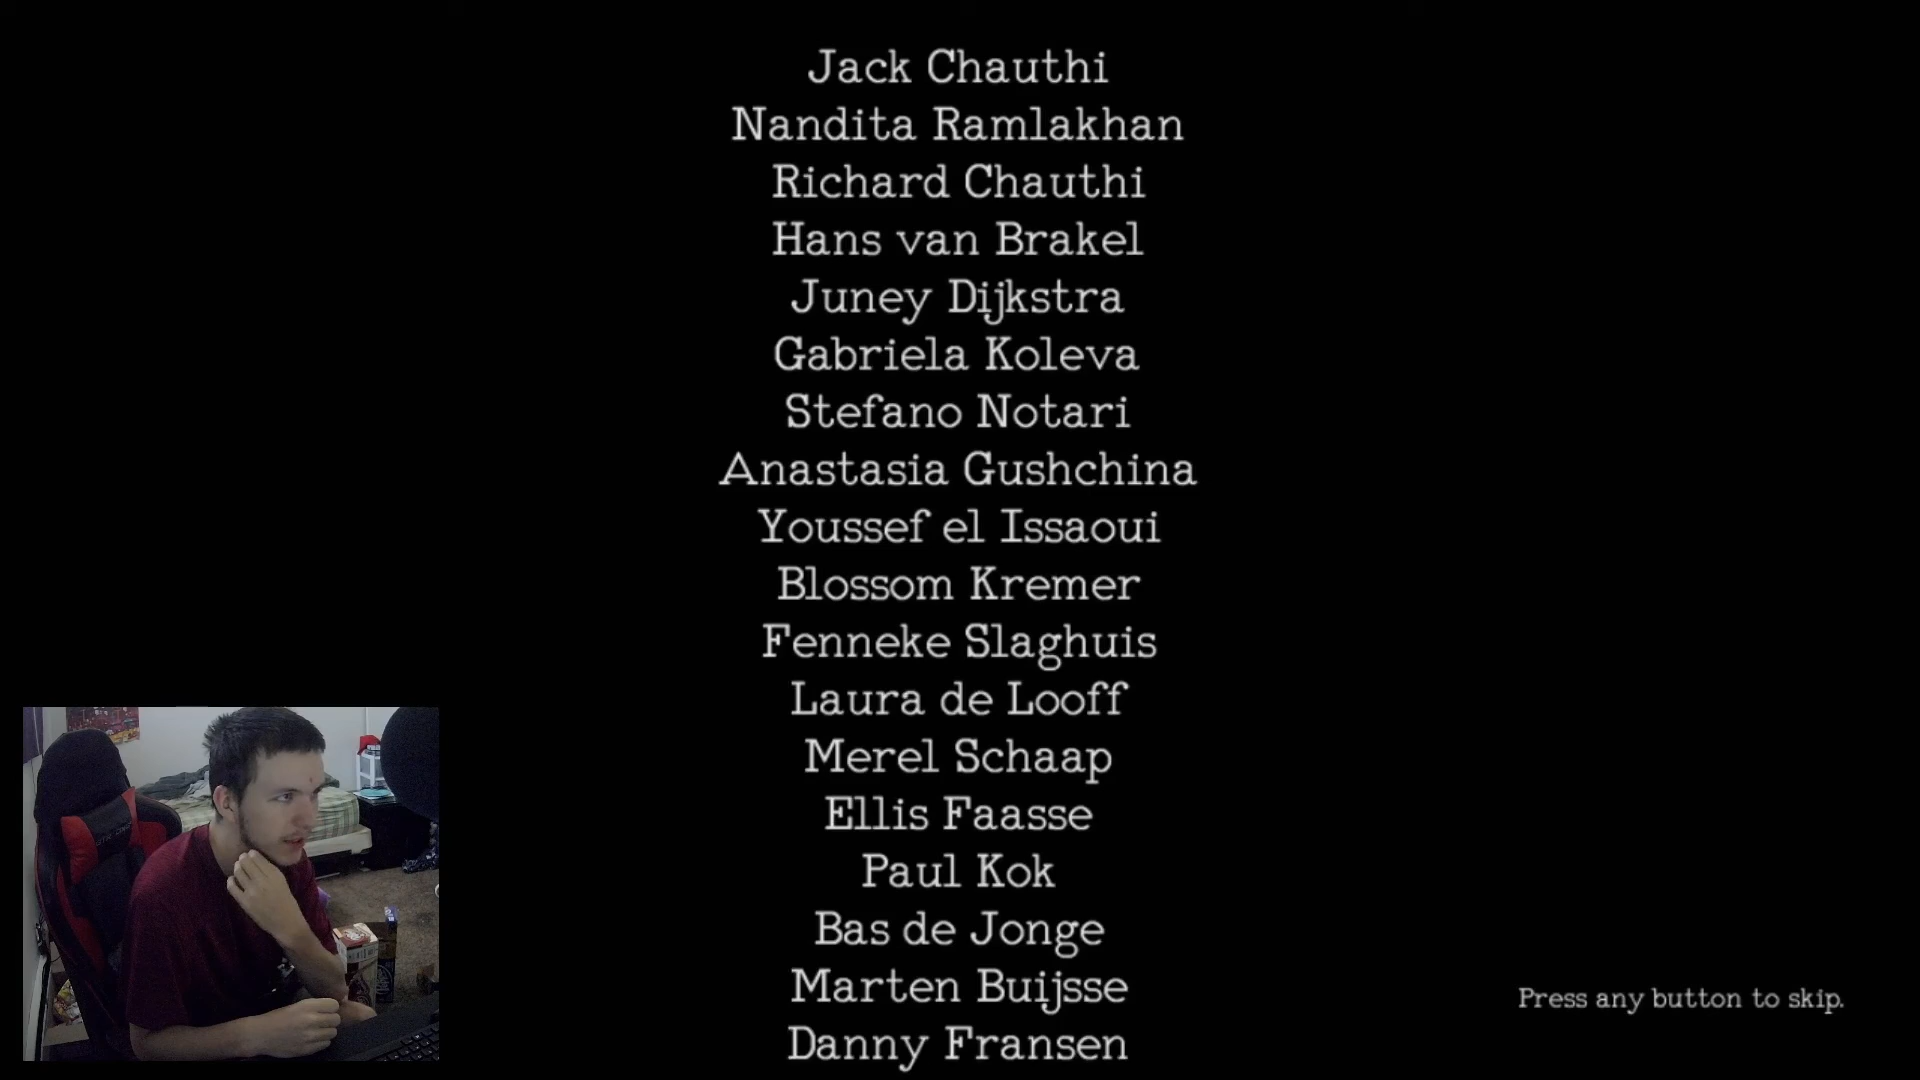 Jack Chauthi
Nandita Ramlakhan
Richard Chauthi
Hans van Brakel
Juney Dijkstra
Gabriela Koleva
Stefano Notari
Anastasia Gushchina
Youssef el Issaoui
Blossom Kremer
Fenneke Slaghuis
Laura de Looff
Merel Schaap
Ellis Faasse
Paul Kok
Bas de Jonge
Marten Buijsse
Danny Fransen
Press any button to skip.